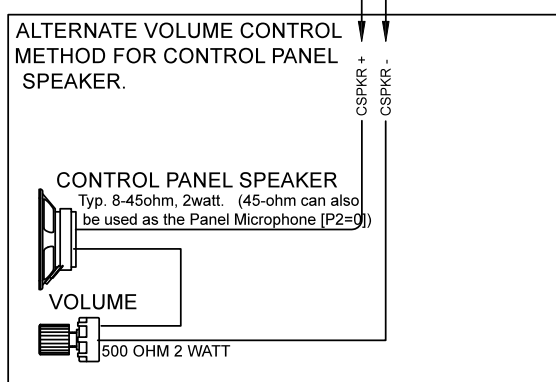 ALTERNATE VOLUME CONTROL
METHOD FOR CONTROL PANEL
SPEAKER.
CSPKR +
CSPKR -
CONTROL PANEL SPEAKER
Typ. 8-45ohm, 2watt. (45-ohm can also
be used as the Panel Microphone [P2=0])
VOLUME
500 OHM 2 WATT